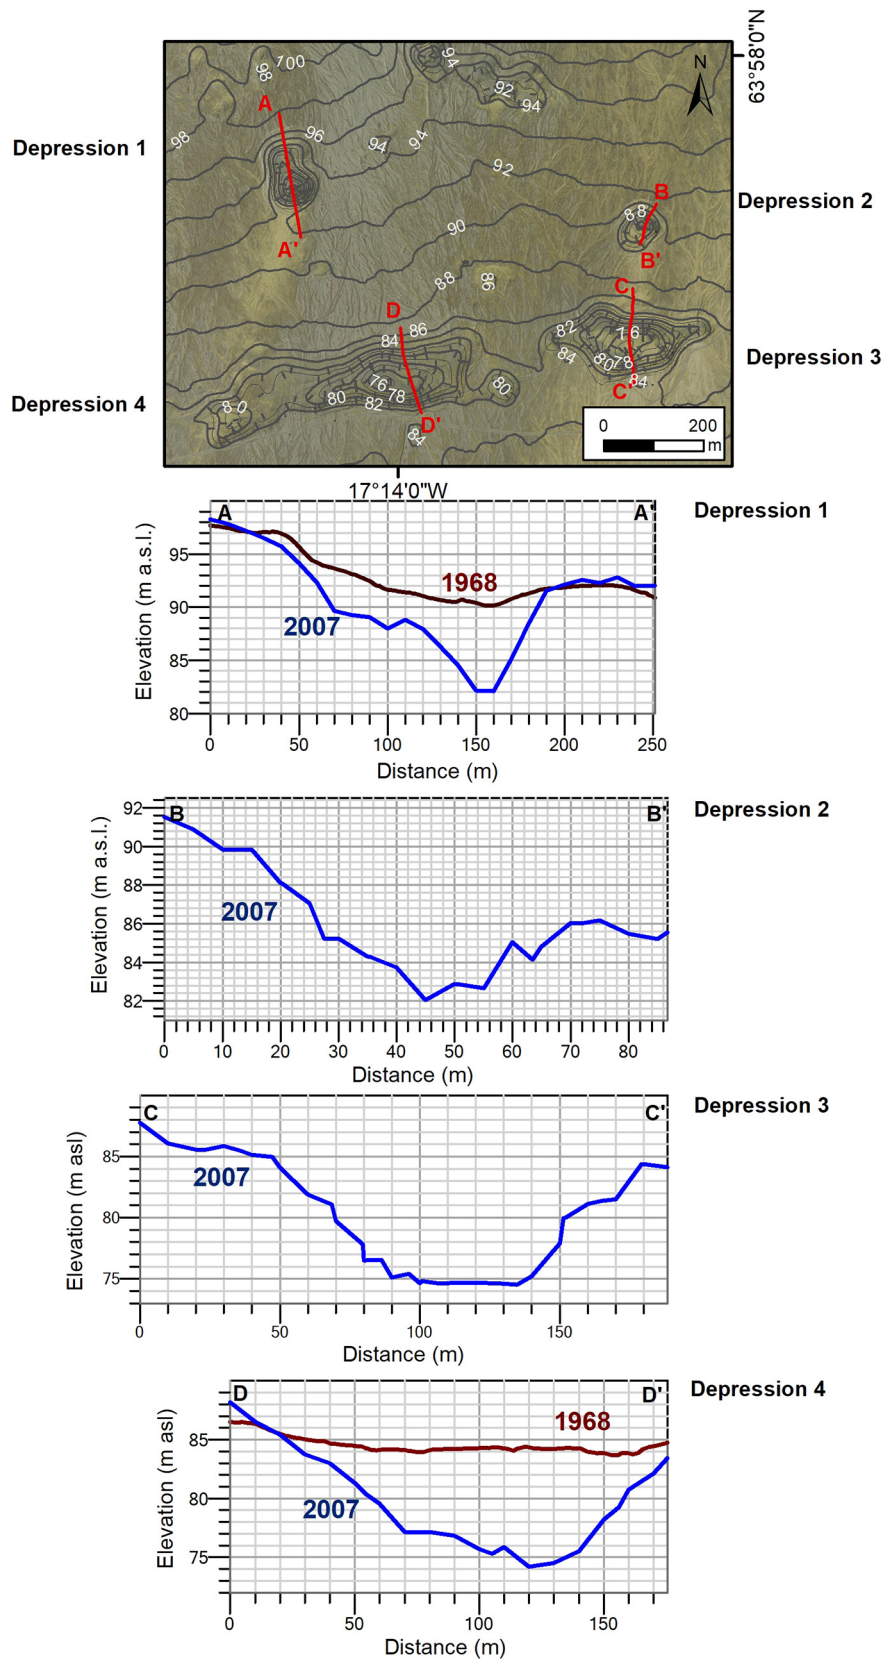 63°58'0"N
N
100
98
A
96
98
94
94
94
92
94
92
Depression 1
A'
90
88
86
B
88
B'
Depression 2
C
82
84
76
80
78
84
C'
Depression 3
D
86
84
76
78
80
82
80
80
D'
84
Depression 4
0 200
m
17°14'0"W
A A' Depression 1
Elevation (m a.s.l.)
95
90
85
80
1968
2007
0 50 100 150 200 250
Distance (m)
B B' Depression 2
Elevation (m a.s.l.)
92
90
88
86
84
82
2007
0 10 20 30 40 50 60 70 80
Distance (m)
C C' Depression 3
Elevation (m asl)
85
80
75
2007
0 50 100 150
Distance (m)
D D' Depression 4
Elevation (m asl)
85
80
75
1968
2007
0 50 100 150
Distance (m)